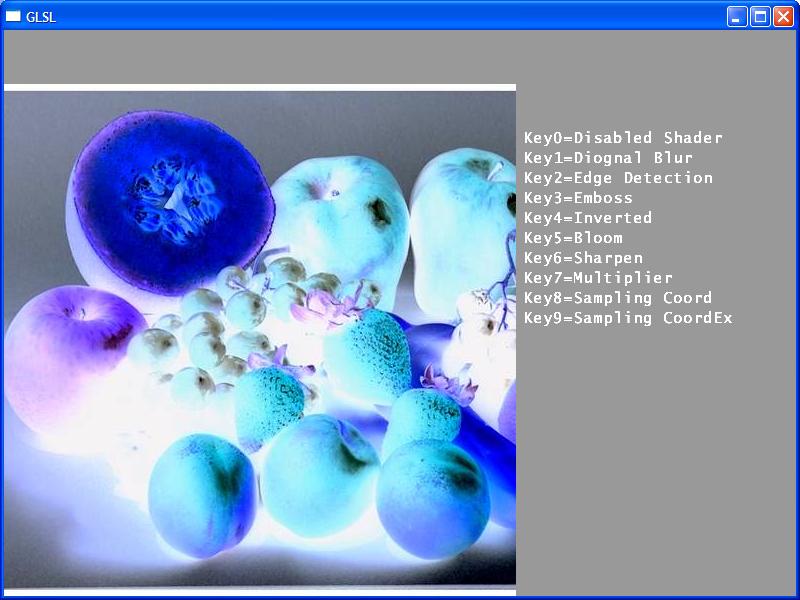 GLSL
Key0=Disabled Shader
Key1=Diognal Blur
Key2=Edge Detection
Key3=Emboss
Key4=Inverted
Key5=Bloom
Key6=Sharpen
Key7=Multiplier
Key8=Sampling Coord
Key9=Sampling CoordEx